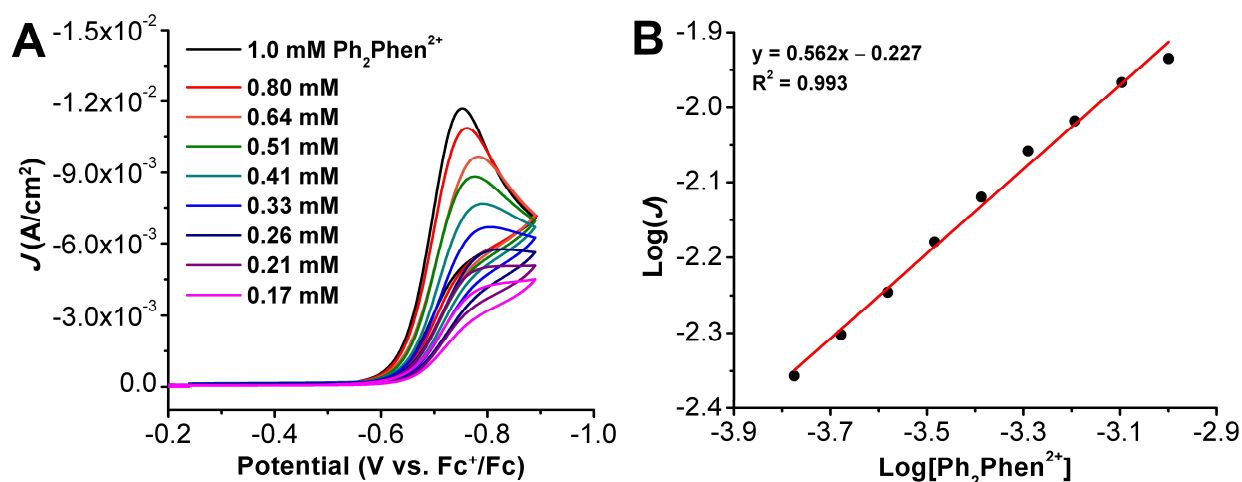 A
-1.5x10⁻²
-1.2x10⁻²
-9.0x10⁻³
-6.0x10⁻³
-3.0x10⁻³
0.0
J (A/cm²)
1.0 mM Ph₂Phen²⁺
0.80 mM
0.64 mM
0.51 mM
0.41 mM
0.33 mM
0.26 mM
0.21 mM
0.17 mM
-0.2 -0.4 -0.6 -0.8 -1.0
Potential (V vs. Fc⁺/Fc)
B
y = 0.562x – 0.227
R² = 0.993
-1.9
-2.0
-2.1
-2.2
-2.3
-2.4
Log(J)
-3.9 -3.7 -3.5 -3.3 -3.1 -2.9
Log[Ph₂Phen²⁺]